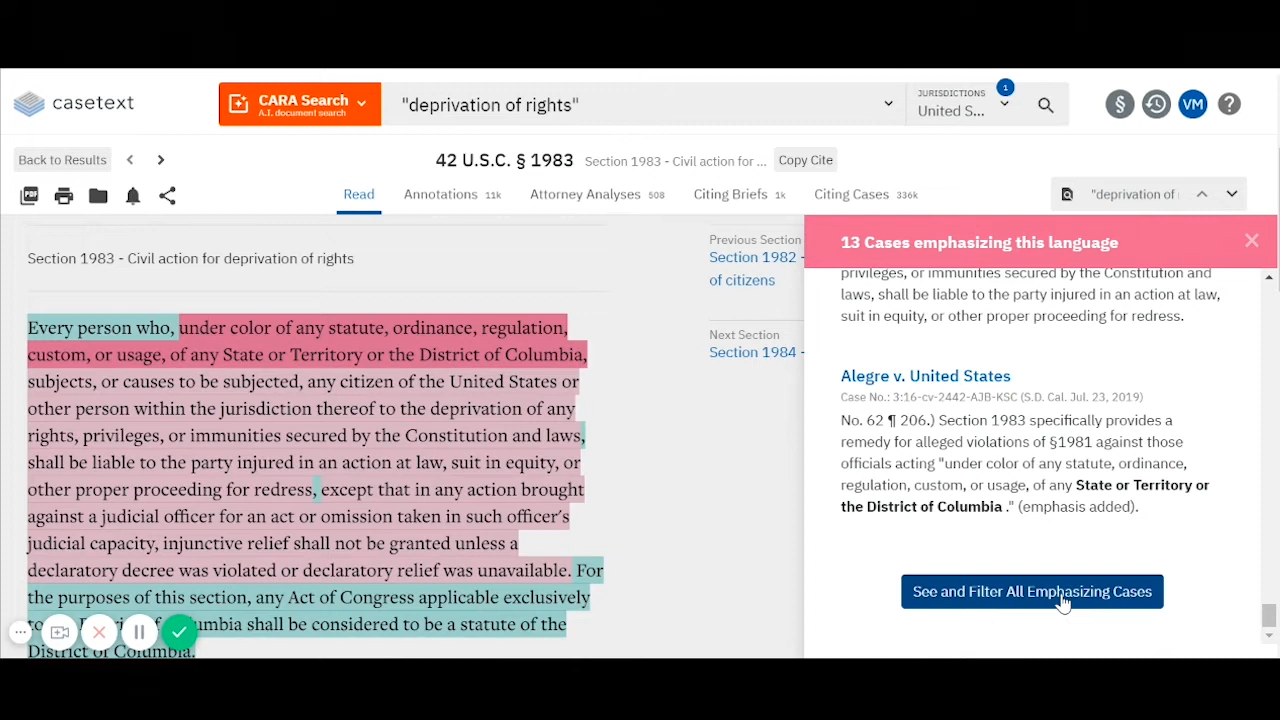 casetext
CARA Search
A.I. document search
"deprivation of rights"
JURISDICTIONS
United S...
1
§
VM
?
Back to Results
42 U.S.C. § 1983 Section 1983 - Civil action for ... Copy Cite
PDF
Read Annotations 11k Attorney Analyses 508 Citing Briefs 1k Citing Cases 336k
"deprivation of
Section 1983 - Civil action for deprivation of rights
Every person who, under color of any statute, ordinance, regulation,
custom, or usage, of any State or Territory or the District of Columbia,
subjects, or causes to be subjected, any citizen of the United States or
other person within the jurisdiction thereof to the deprivation of any
rights, privileges, or immunities secured by the Constitution and laws,
shall be liable to the party injured in an action at law, suit in equity, or
other proper proceeding for redress, except that in any action brought
against a judicial officer for an act or omission taken in such officer's
judicial capacity, injunctive relief shall not be granted unless a
declaratory decree was violated or declaratory relief was unavailable. For
the purposes of this section, any Act of Congress applicable exclusively
shall be considered to be a statute of the
District of Columbia.
Previous Section
Section 1982 -
of citizens
Next Section
Section 1984 -
13 Cases emphasizing this language
privileges, or immunities secured by the Constitution and
laws, shall be liable to the party injured in an action at law,
suit in equity, or other proper proceeding for redress.
Alegre v. United States
Case No.: 3:16-cv-2442-AJB-KSC (S.D. Cal. Jul. 23, 2019)
No. 62 ¶ 206.) Section 1983 specifically provides a
remedy for alleged violations of §1981 against those
officials acting "under color of any statute, ordinance,
regulation, custom, or usage, of any State or Territory or
the District of Columbia ." (emphasis added).
See and Filter All Emphasizing Cases